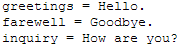 greetings = Hello.
farewell = Goodbye.
inquiry = How are you?